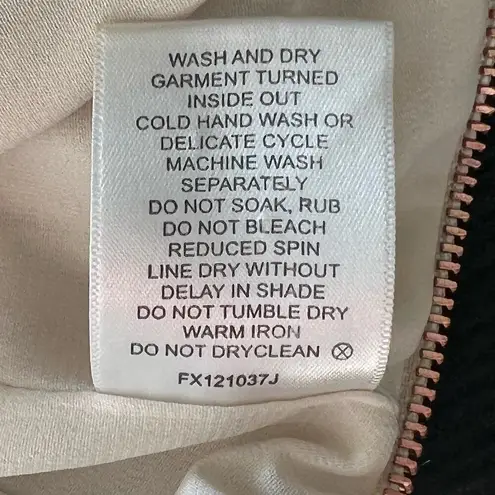 WASH AND DRY
GARMENT TURNED
INSIDE OUT
COLD HAND WASH OR
DELICATE CYCLE
MACHINE WASH
SEPARATELY
DO NOT SOAK, RUB
DO NOT BLEACH
REDUCED SPIN
LINE DRY WITHOUT
DELAY IN SHADE
DO NOT TUMBLE DRY
WARM IRON
DO NOT DRYCLEAN
FX121037J